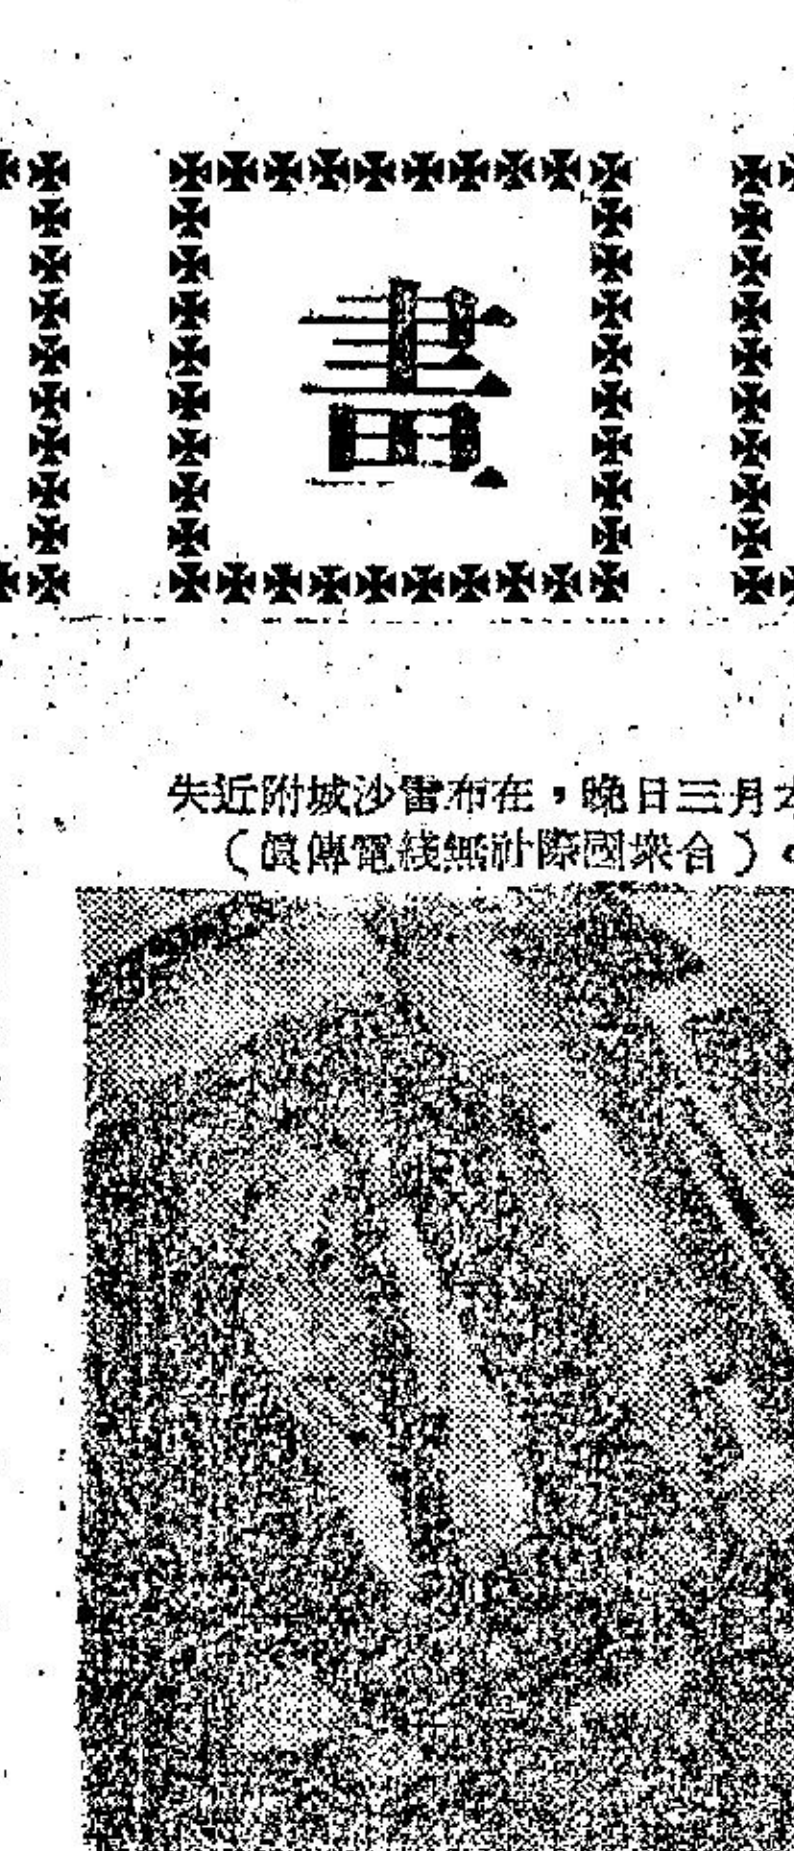 畫
月三日晚，在布雷沙城附近失
。（合衆國際社無綫電傳眞）